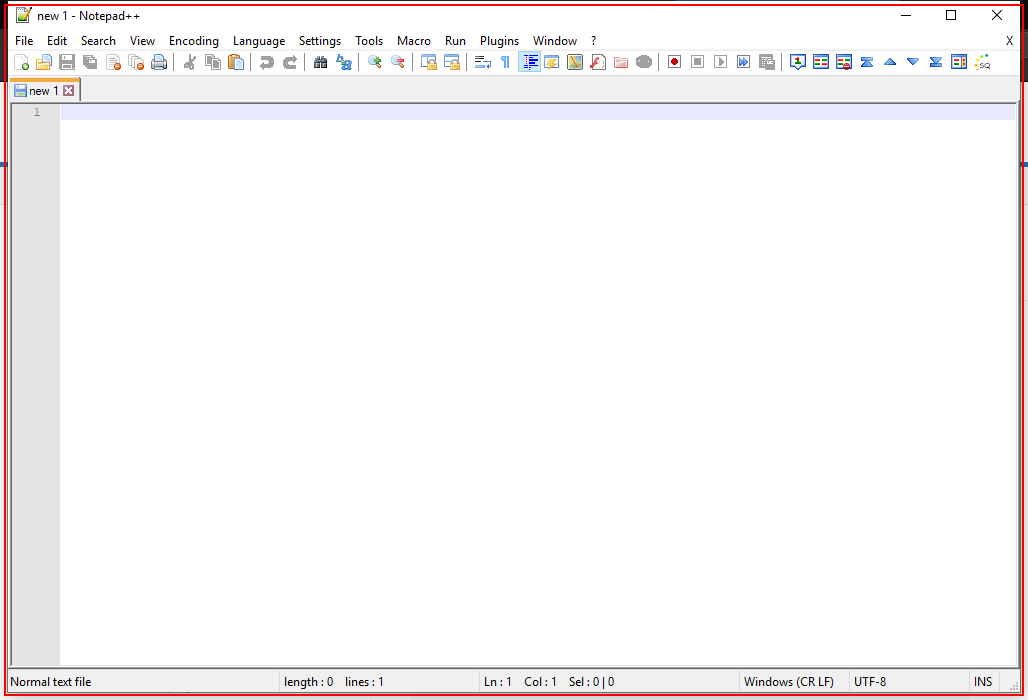 new 1 - Notepad++
File Edit Search View Encoding Language Settings Tools Macro Run Plugins Window ? X
SQ
new 1
1
Normal text file length : 0 lines : 1 Ln : 1 Col : 1 Sel : 0 | 0 Windows (CR LF) UTF-8 INS